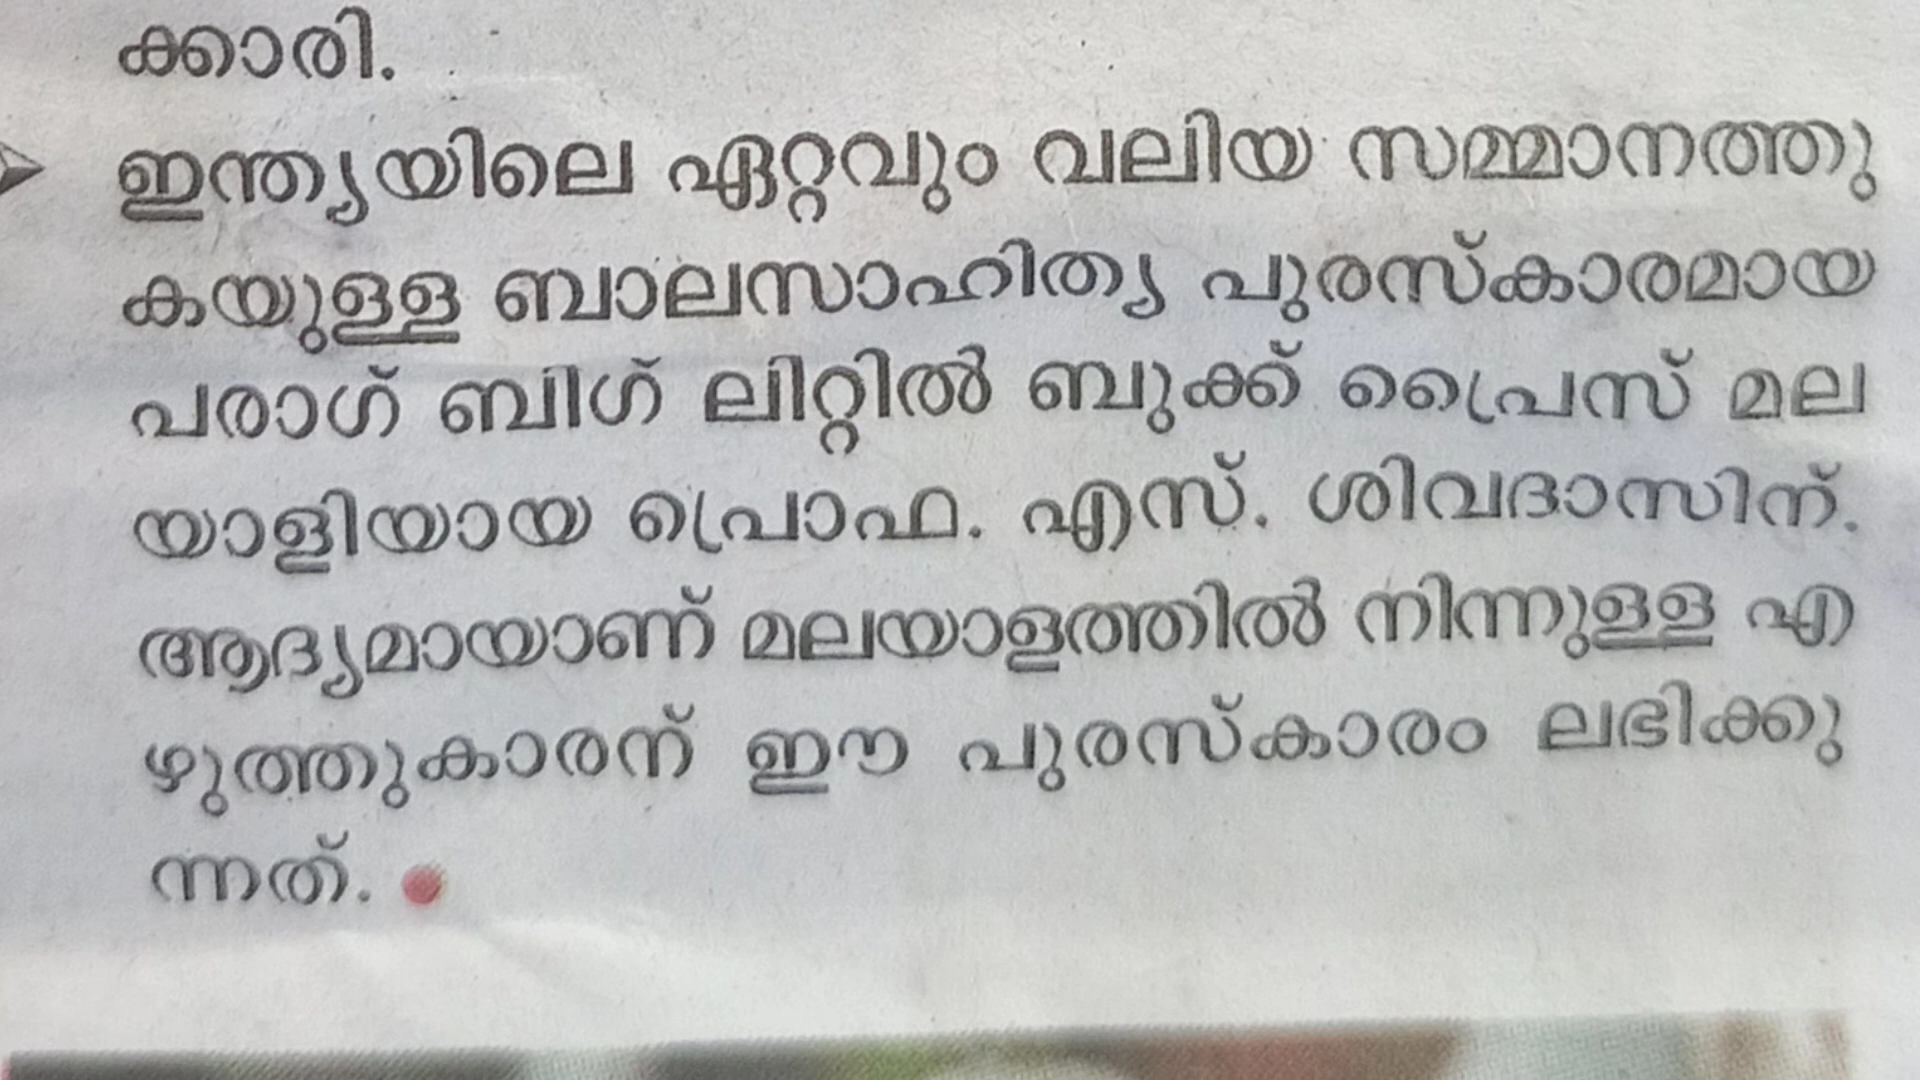 ക്കാരി.
ഇന്ത്യയിലെ ഏറ്റവും വലിയ സമ്മാനത്തു
കയുള്ള ബാലസാഹിത്യ പുരസ്കാരമായ
പരാഗ് ബിഗ് ലിറ്റിൽ ബുക്ക് പ്രൈസ് മല
യാളിയായ പ്രൊഫ. എസ്. ശിവദാസിന്.
ആദ്യമായാണ് മലയാളത്തിൽ നിന്നുള്ള എ
ഴുത്തുകാരന് ഈ പുരസ്കാരം ലഭിക്കു
ന്നത്.